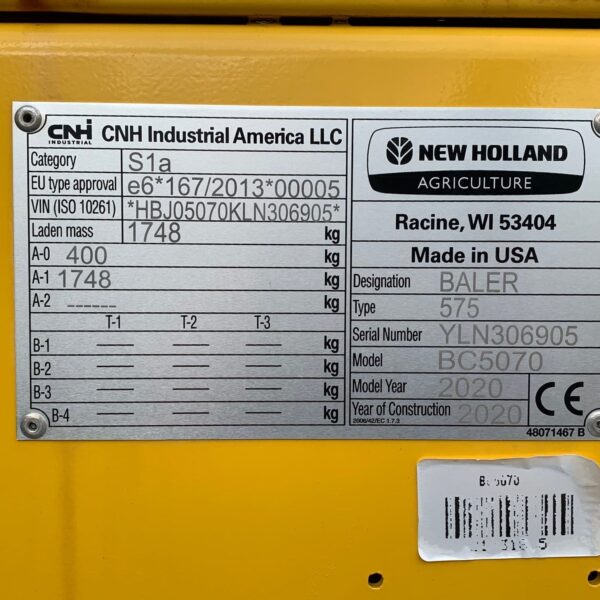 CNH INDUSTRIAL CNH Industrial America LLC
Category S1a
EU type approval e6*167/2013*00005
VIN (ISO 10261) *HBJ05070KLN306905*
Laden mass 1748 kg
A-0 400 kg
A-1 1748 kg
A-2 ------ kg
T-1 T-2 T-3
B-1 — — — kg
B-2 — — — kg
B-3 — — — kg
B-4 — — — kg
NEW HOLLAND
AGRICULTURE
Racine, WI 53404
Made in USA
Designation BALER
Type 575
Serial Number YLN306905
Model BC5070
Model Year 2020
Year of Construction 2020
2006/42/EC 1.7.3
CE
48071467 B